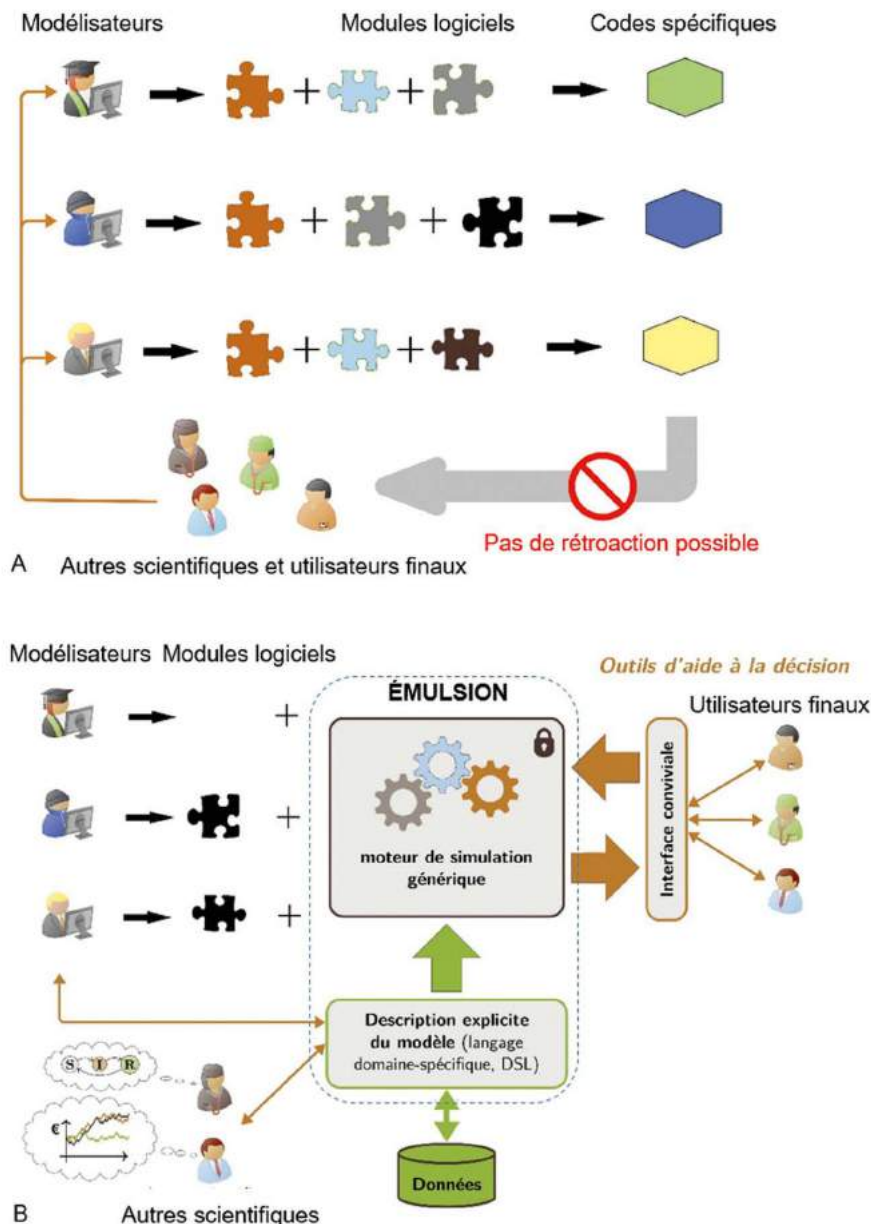 Modélisateurs
Modules logiciels
Codes spécifiques
+
+
+
+
+
+
Pas de rétroaction possible
A
Autres scientifiques et utilisateurs finaux
Modélisateurs
Modules logiciels
ÉMULSION
Outils d'aide à la décision
Utilisateurs finaux
+
+
+
moteur de simulation
générique
Interface conviviale
Description explicite
du modèle (langage
domaine-spécifique, DSL)
S I R
€
Données
B
Autres scientifiques